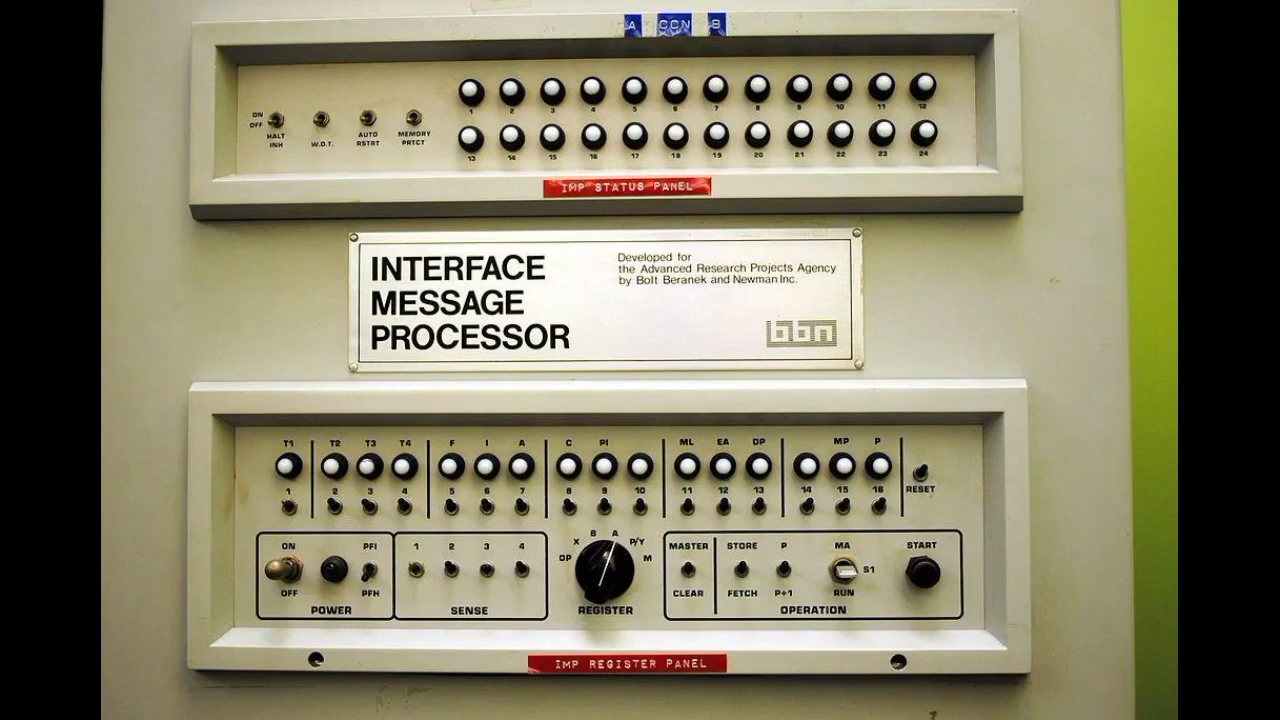 A CCN B
1 2 3 4 5 6 7 8 9 10 11 12
ON
OFF
HALT
INH
W.D.T.
AUTO
RSTRT
MEMORY
PRTCT
13 14 15 16 17 18 19 20 21 22 23 24
IMP STATUS PANEL
INTERFACE
MESSAGE
PROCESSOR
Developed for
the Advanced Research Projects Agency
by Bolt Beranek and Newman Inc.
bbn
T1 T2 T3 T4 F I A C PI ML EA DP MP P
1 2 3 4 5 6 7 8 9 10 11 12 13 14 15 16
RESET
ON
OFF
PFI
PFH
POWER
1 2 3 4
SENSE
OP X B A P/Y M
REGISTER
MASTER
CLEAR
STORE
FETCH
P
P+1
MA
S1
RUN
START
OPERATION
IMP REGISTER PANEL